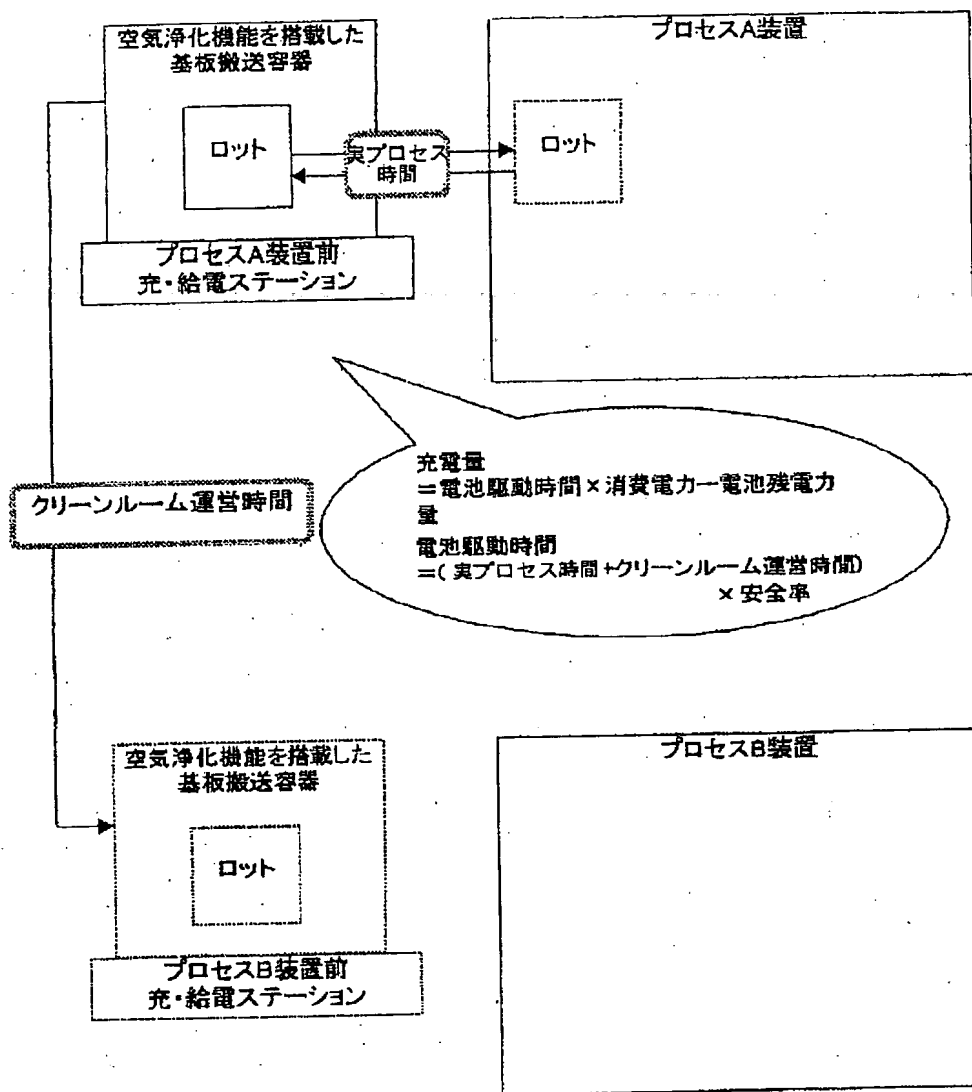 空気浄化機能を搭載した
基板搬送容器
プロセスA装置
ロット
実プロセス
時間
ロット
プロセスA装置前
充・給電ステーション
充電量
=電池駆動時間×消費電力ー電池残電力
量
電池駆動時間
=(実プロセス時間+クリーンルーム運営時間)
×安全率
クリーンルーム運営時間
空気浄化機能を搭載した
基板搬送容器
プロセスB装置
ロット
プロセスB装置前
充・給電ステーション